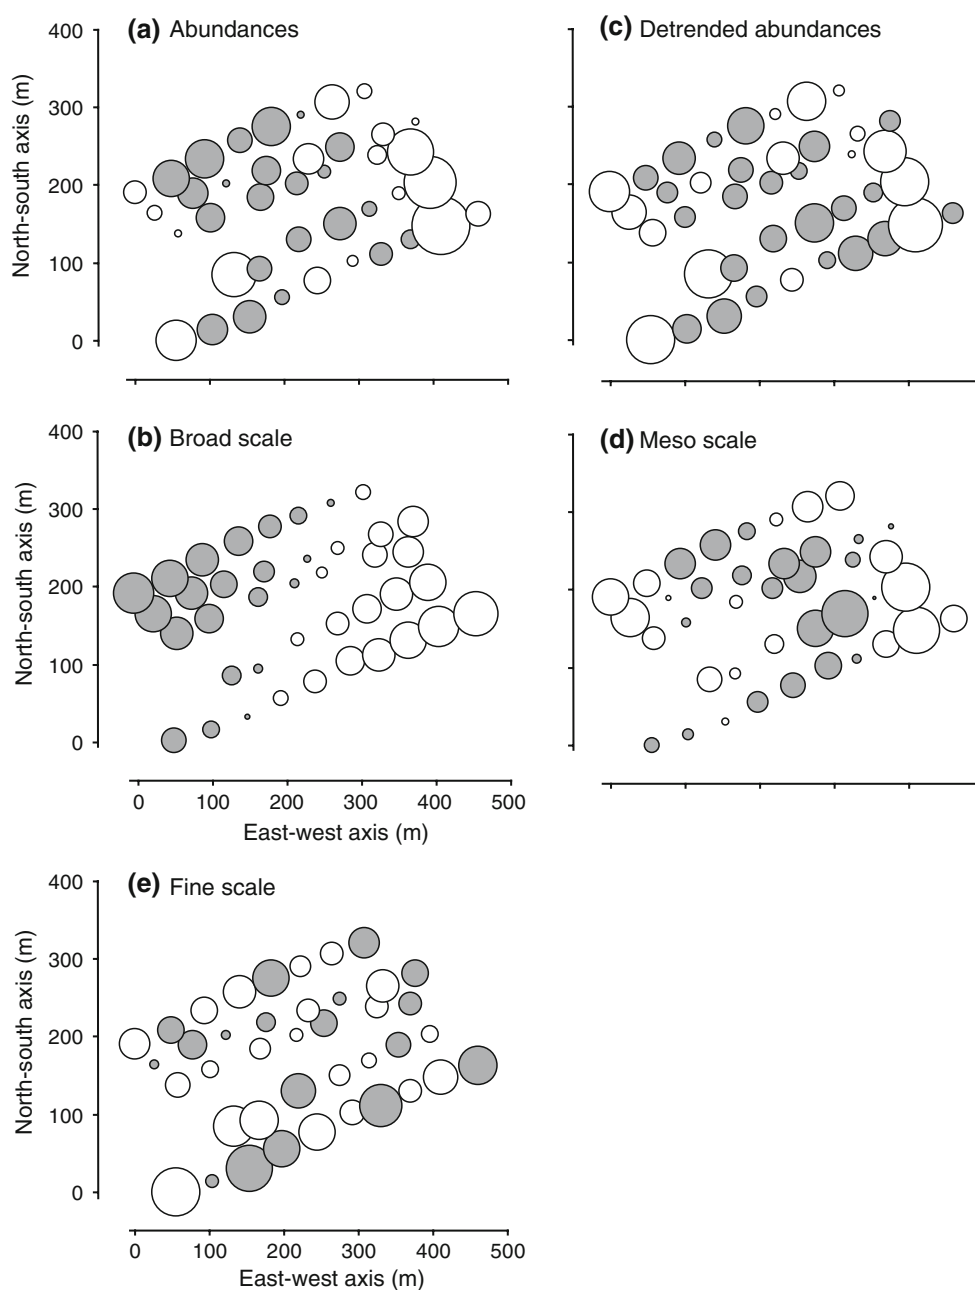 (a) Abundances
400
300
200
100
0
North-south axis (m)
(c) Detrended abundances
(b) Broad scale
400
300
200
100
0
North-south axis (m)
0 100 200 300 400 500
East-west axis (m)
(d) Meso scale
(e) Fine scale
400
300
200
100
0
North-south axis (m)
0 100 200 300 400 500
East-west axis (m)